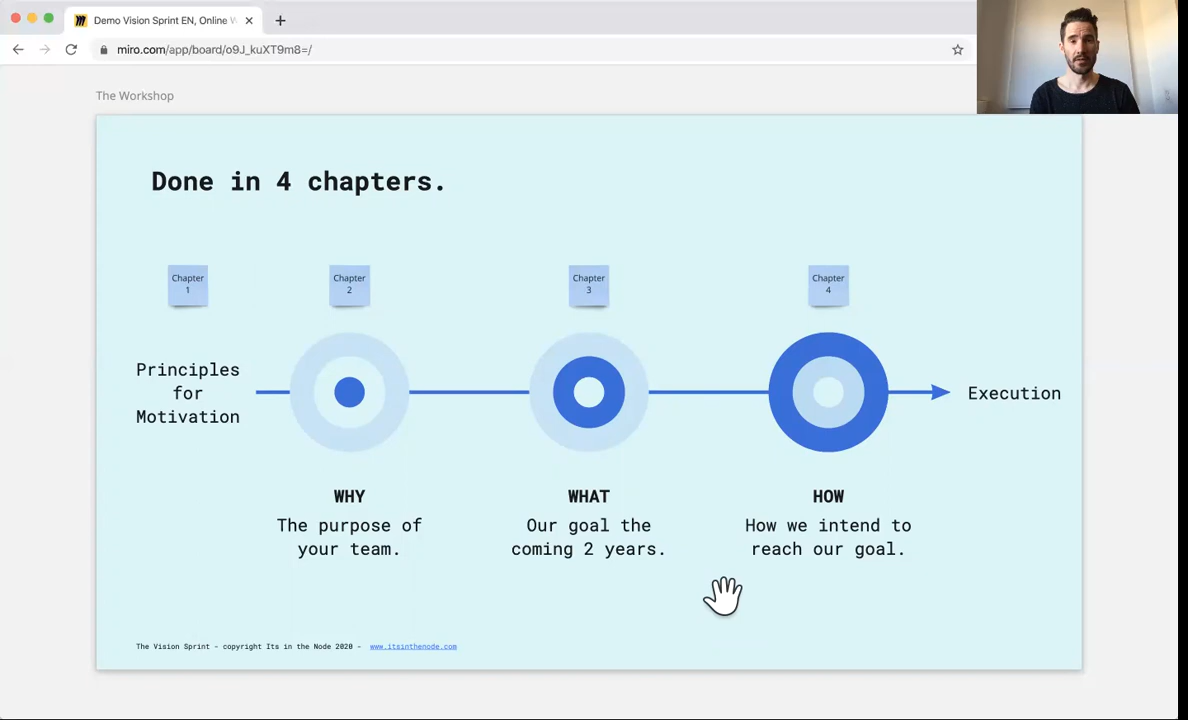 Demo Vision Sprint EN, Online
miro.com/app/board/o9J_kuXT9m8=/
The Workshop
Done in 4 chapters.
Chapter
1
Chapter
2
Chapter
3
Chapter
4
Principles
for
Motivation
Execution
WHY
The purpose of
your team.
WHAT
Our goal the
coming 2 years.
HOW
How we intend to
reach our goal.
The Vision Sprint - copyright Its in the Node 2020 - www.itsinthenode.com